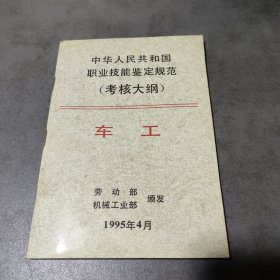 中华人民共和国
职业技能鉴定规范
(考核大纲)
车 工
劳 动 部
机械工业部 颁发
1995年4月